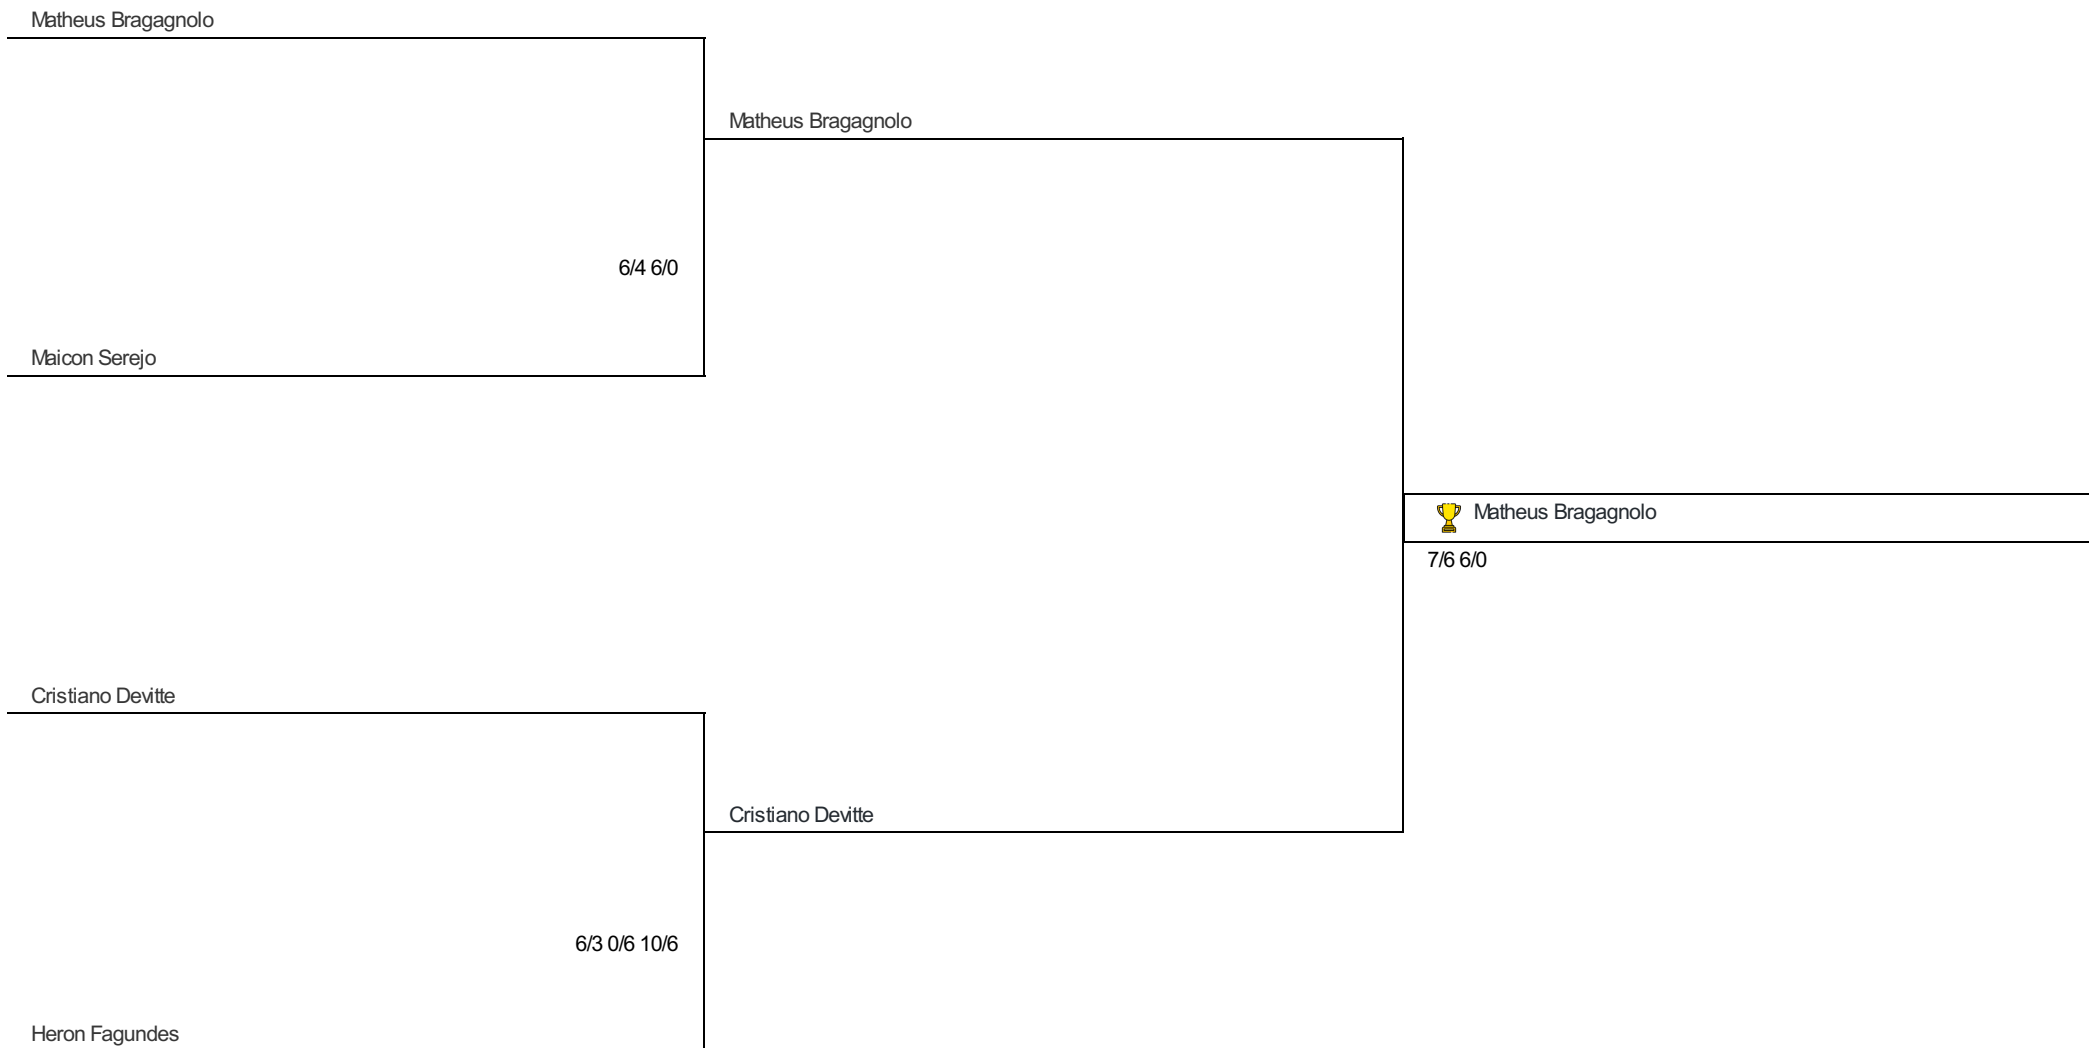 Matheus Bragagnolo
Matheus Bragagnolo
6/4 6/0
Maicon Serejo
Matheus Bragagnolo
7/6 6/0
Cristiano Devitte
Cristiano Devitte
6/3 0/6 10/6
Heron Fagundes